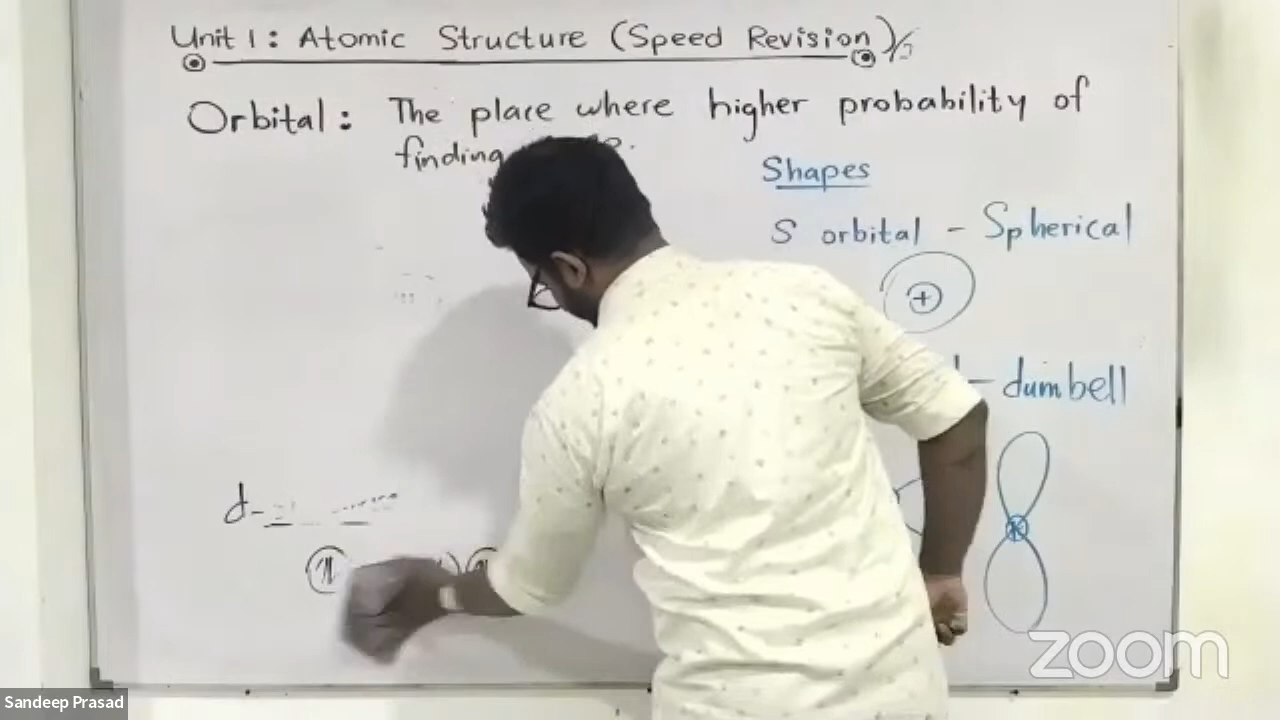 Unit 1: Atomic Structure (Speed Revision)
Orbital: The place where higher probability of
finding
Shapes
S orbital - Spherical
+
- dumbell
d-
zoom
Sandeep Prasad